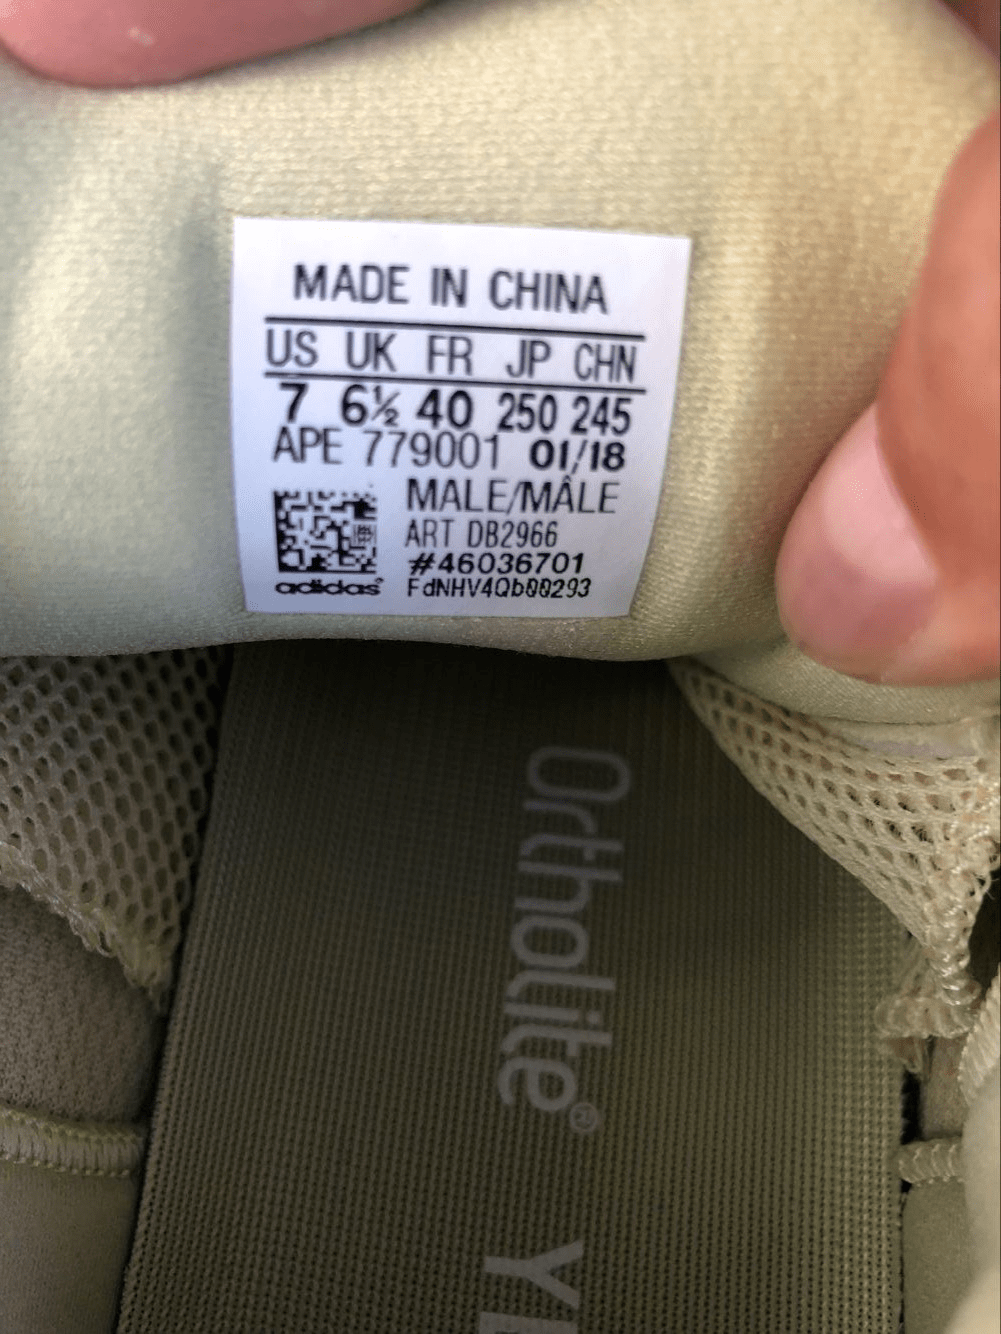 MADE IN CHINA
US UK FR JP CHN
7 6½ 40 250 245
APE 779001 01/18
MALE/MÂLE
ART DB2966
#46036701
adidas® FdNHV4Qb00293
Ortholite®